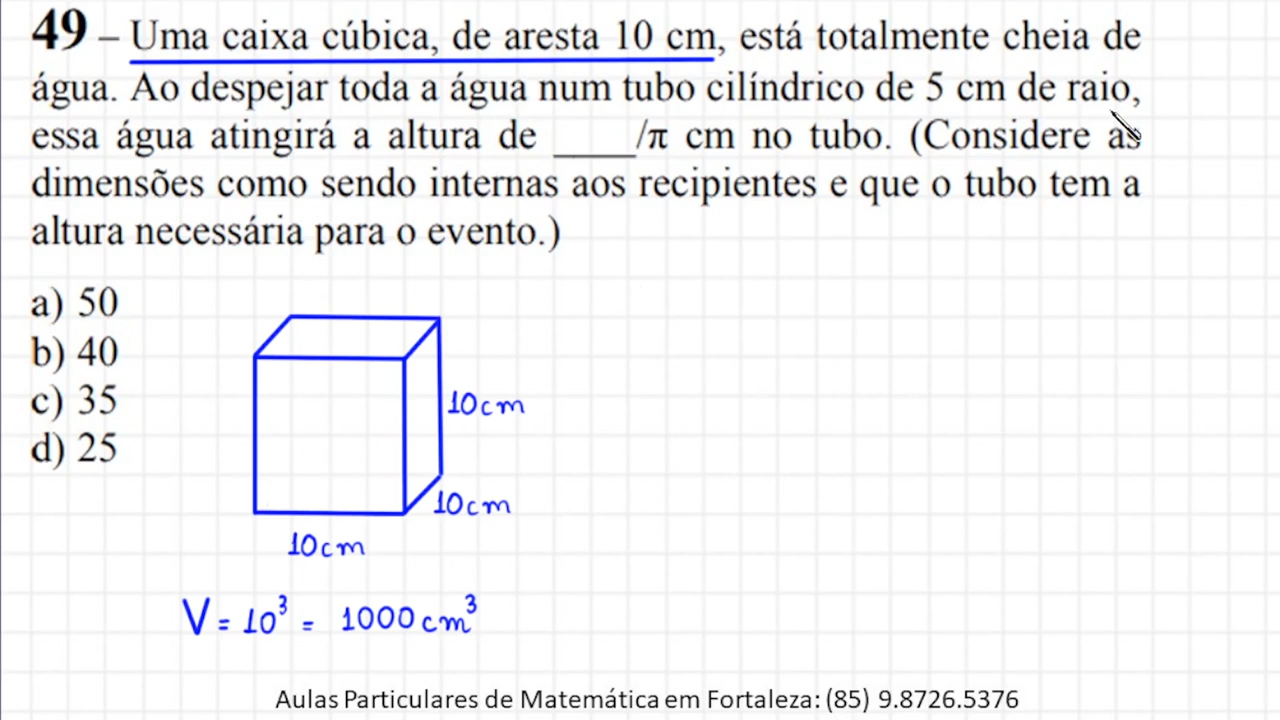 49 – Uma caixa cúbica, de aresta 10 cm, está totalmente cheia de
água. Ao despejar toda a água num tubo cilíndrico de 5 cm de raio,
essa água atingirá a altura de ____/π cm no tubo. (Considere as
dimensões como sendo internas aos recipientes e que o tubo tem a
altura necessária para o evento.)
a) 50
b) 40
c) 35
d) 25
10cm
10cm
10cm
V = 10³ = 1000 cm³
Aulas Particulares de Matemática em Fortaleza: (85) 9.8726.5376